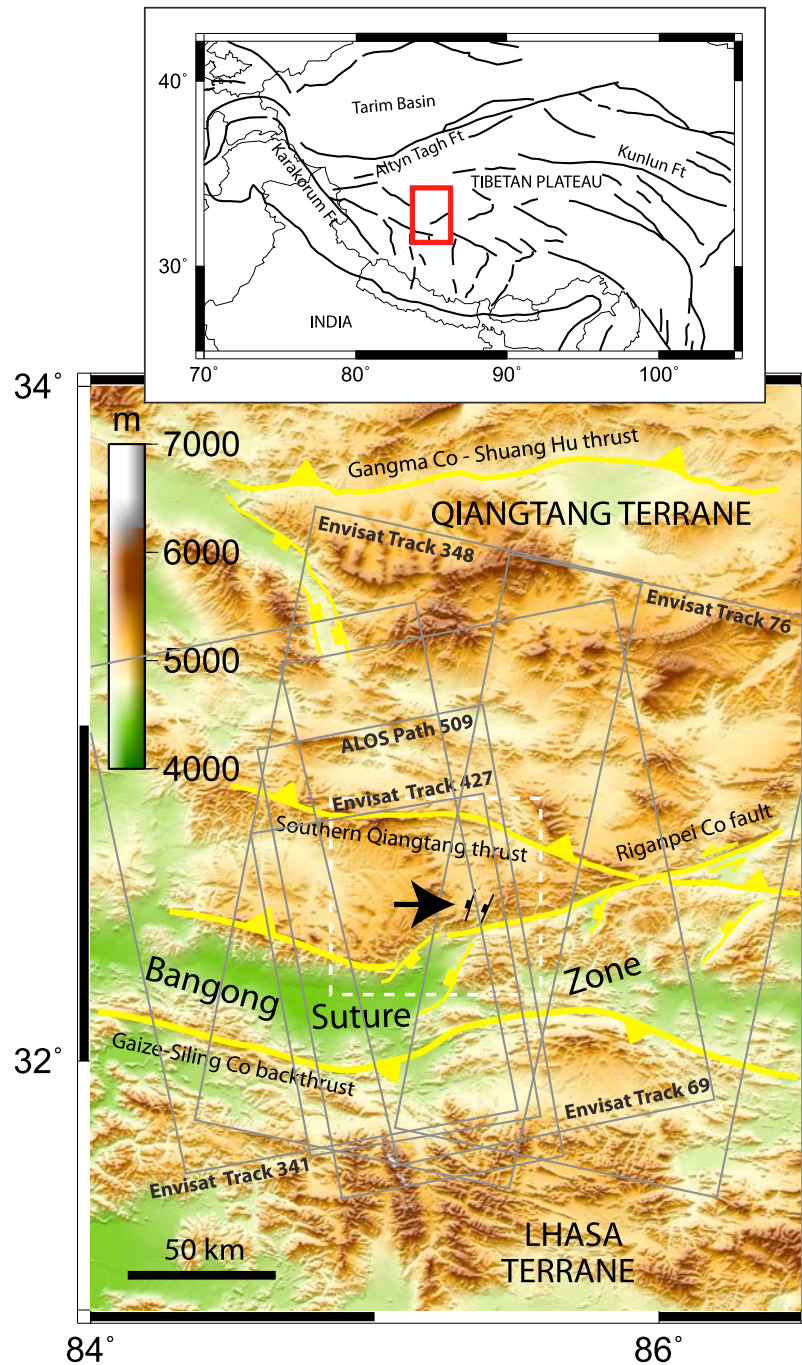 40°
Tarim Basin
Altyn Tagh Ft
Kunlun Ft
Karakorum Ft
TIBETAN PLATEAU
30°
INDIA
70°
80°
90°
100°
34°
m
7000
6000
5000
4000
Gangma Co - Shuang Hu thrust
QIANGTANG TERRANE
Envisat Track 348
Envisat Track 76
ALOS Path 509
Envisat Track 427
Southern Qiangtang thrust
Riganpei Co fault
Bangong
Suture
Zone
32°
Gaize-Siling Co backthrust
Envisat Track 69
Envisat Track 341
50 km
LHASA
TERRANE
84°
86°